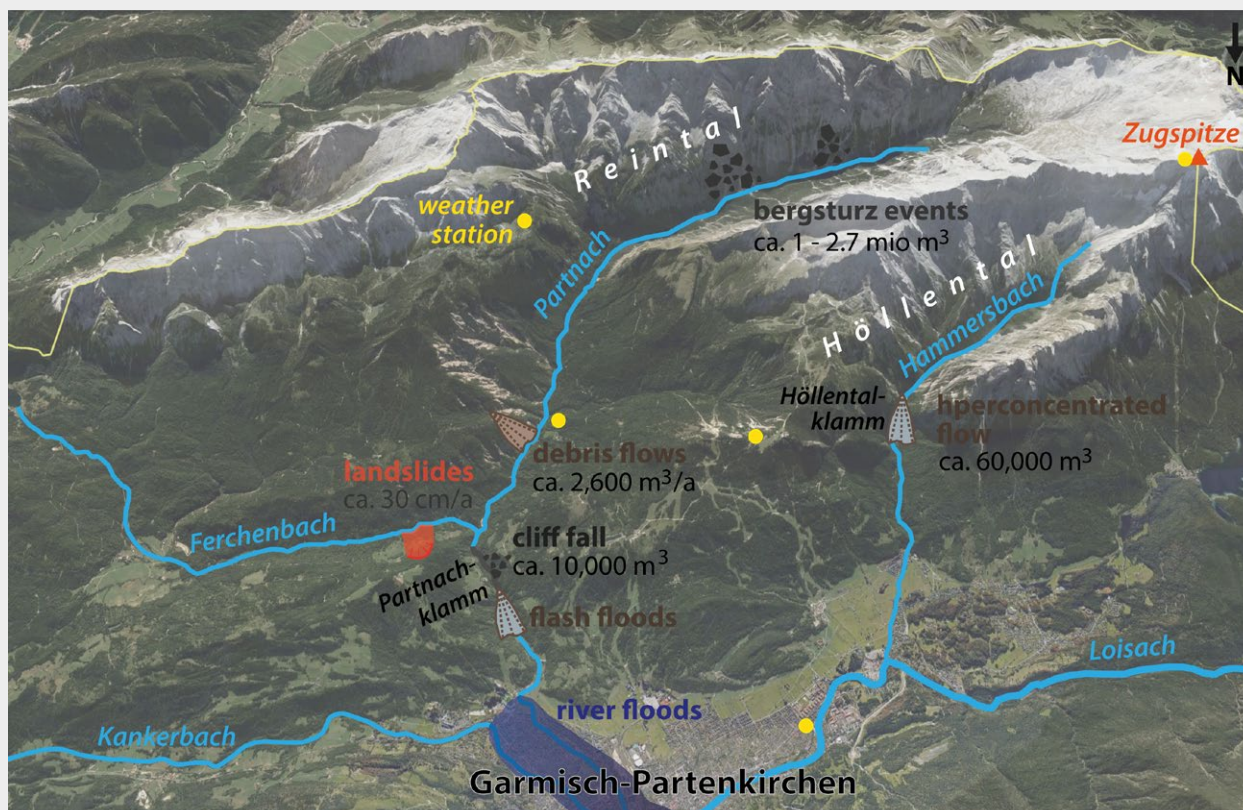 N
Zugspitze
Reintal
weather
station
bergsturz events
ca. 1 - 2.7 mio m³
Partnach
Höllental
Hammersbach
Höllental-
klamm
hperconcentrated
flow
ca. 60,000 m³
debris flows
ca. 2,600 m³/a
landslides
ca. 30 cm/a
Ferchenbach
cliff fall
ca. 10,000 m³
Partnach-
klamm
flash floods
Loisach
river floods
Kankerbach
Garmisch-Partenkirchen